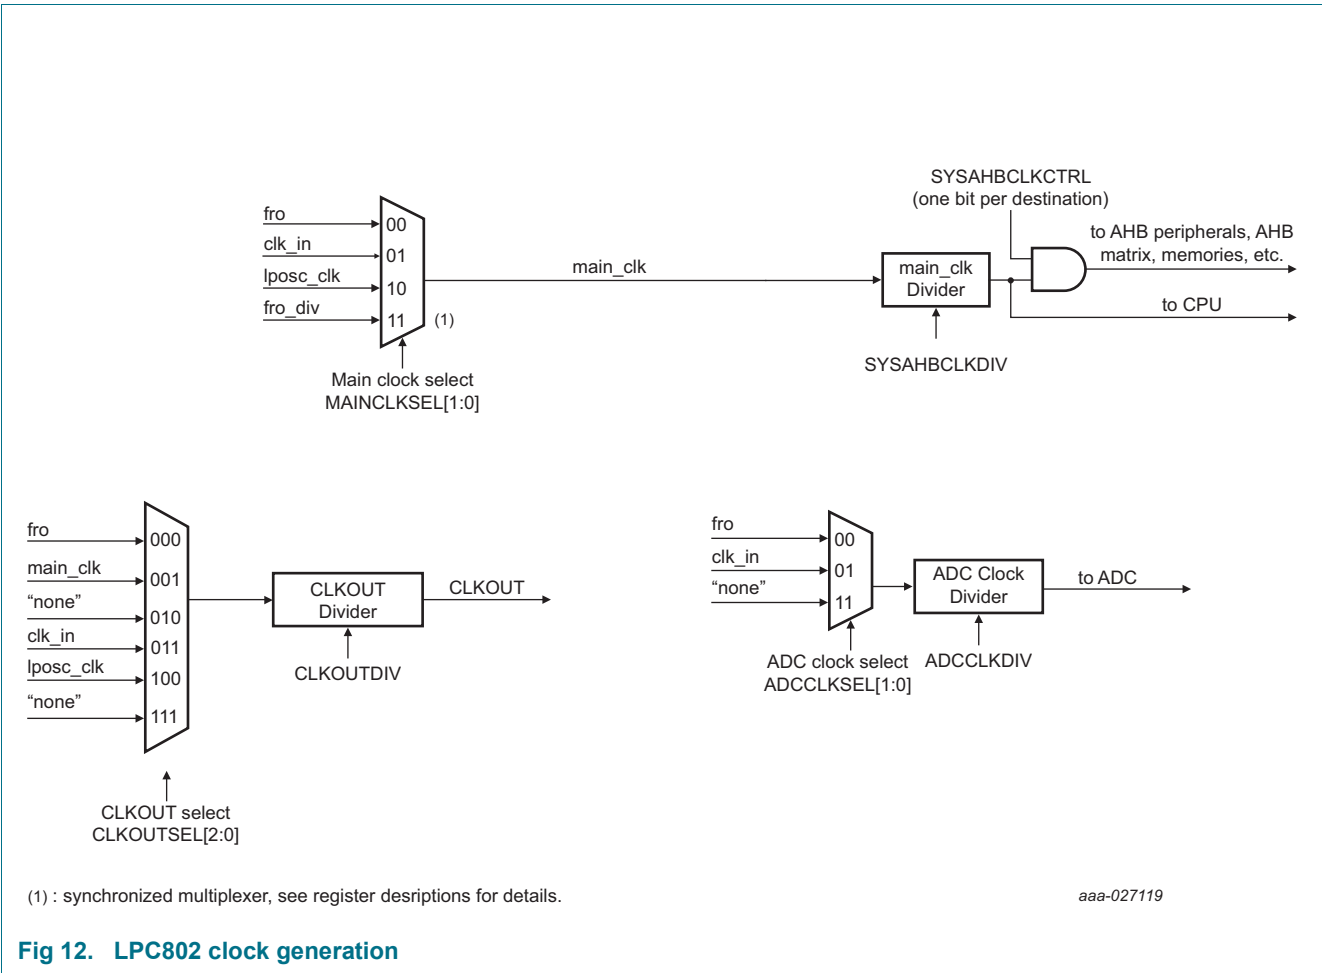 SYSAHBCLKCTRL
(one bit per destination)
fro
00
to AHB peripherals, AHB
matrix, memories, etc.
clk_in
01
main_clk
main_clk
Divider
lposc_clk
10
fro_div
11
(1)
to CPU
Main clock select
MAINCLKSEL[1:0]
SYSAHBCLKDIV
fro
000
main_clk
001
"none"
010
clk_in
011
lposc_clk
100
"none"
111
CLKOUT
Divider
CLKOUT
CLKOUTDIV
CLKOUT select
CLKOUTSEL[2:0]
fro
00
clk_in
01
"none"
11
ADC Clock
Divider
to ADC
ADC clock select
ADCCLKSEL[1:0]
ADCCLKDIV
(1) : synchronized multiplexer, see register desriptions for details.
aaa-027119
Fig 12. LPC802 clock generation